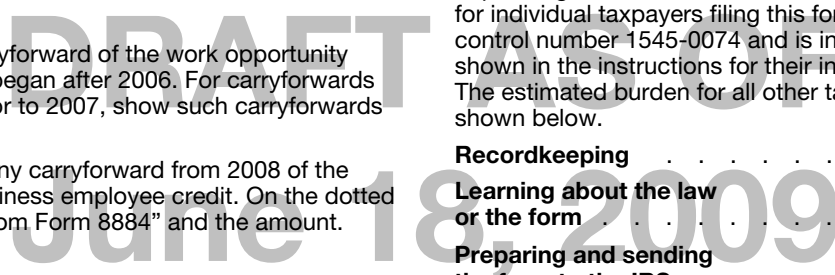 yforward of the work opportunity
began after 2006. For carryforwards
or to 2007, show such carryforwards
ny carryforward from 2008 of the
siness employee credit. On the dotted
om Form 8884” and the amount.
for individual taxpayers filing this for
control number 1545-0074 and is in
shown in the instructions for their in
The estimated burden for all other ta
shown below.
Recordkeeping . . . . . .
Learning about the law
or the form . . . . . . . . .
Preparing and sending
DRAFT AS OF
June 18, 2009